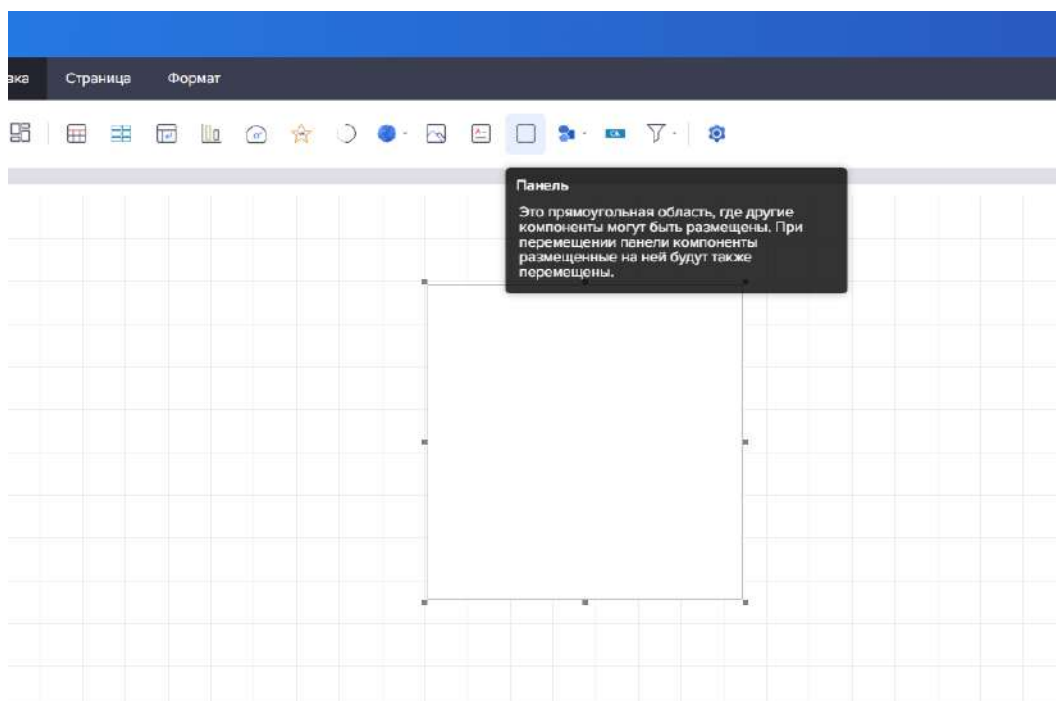 вка Страница Формат
Панель
Это прямоугольная область, где другие
компоненты могут быть размещены. При
перемещении панели компоненты
размещенные на ней будут также
перемещены.